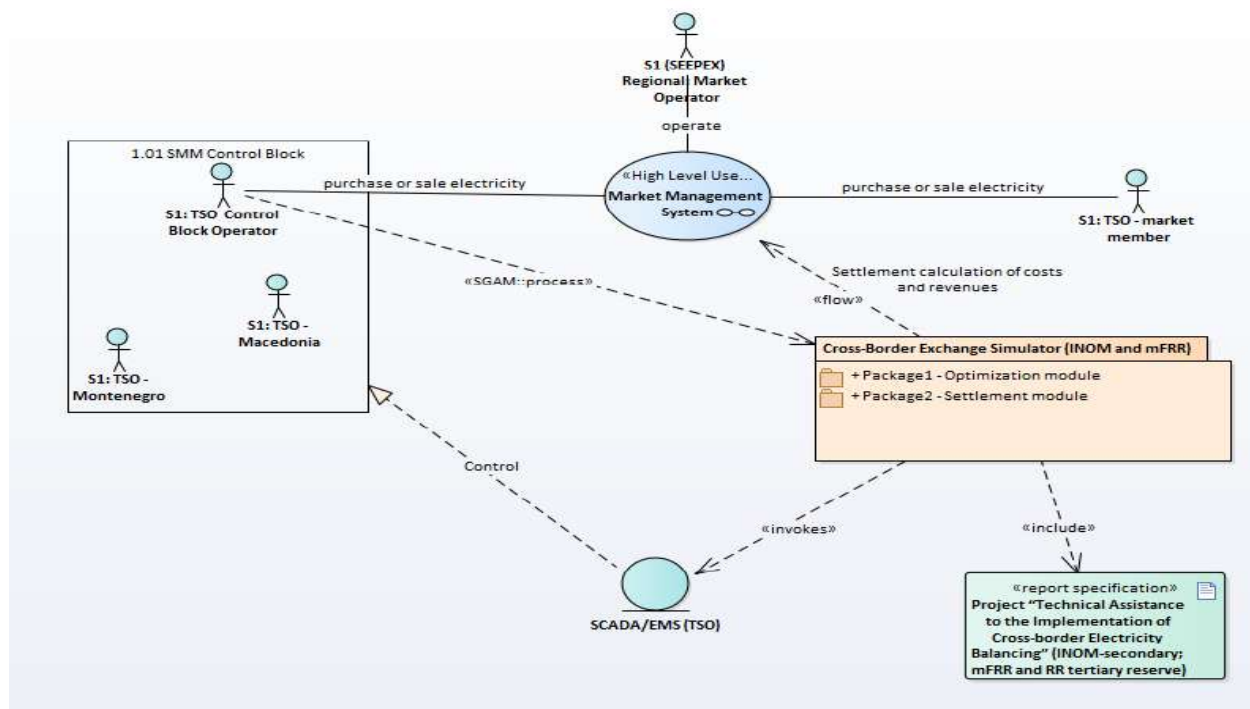 S1 (SEEPEX)
Regional: Market
Operator
operate
1.01 SMM Control Block
«High Level Use...
purchase or sale electricity
Market Management
System
purchase or sale electricity
S1: TSO Control
Block Operator
S1: TSO - market
member
«SGAM::process»
Settlement calculation of costs
and revenues
«flow»
S1: TSO -
Macedonia
Cross-Border Exchange Simulator (INOM and mFRR)
+ Package1 - Optimization module
+ Package2 - Settlement module
S1: TSO -
Montenegro
Control
«invokes»
«include»
SCADA/EMS (TSO)
«report specification»
Project “Technical Assistance
to the Implementation of
Cross-border Electricity
Balancing” (INOM-secondary;
mFRR and RR tertiary reserve)